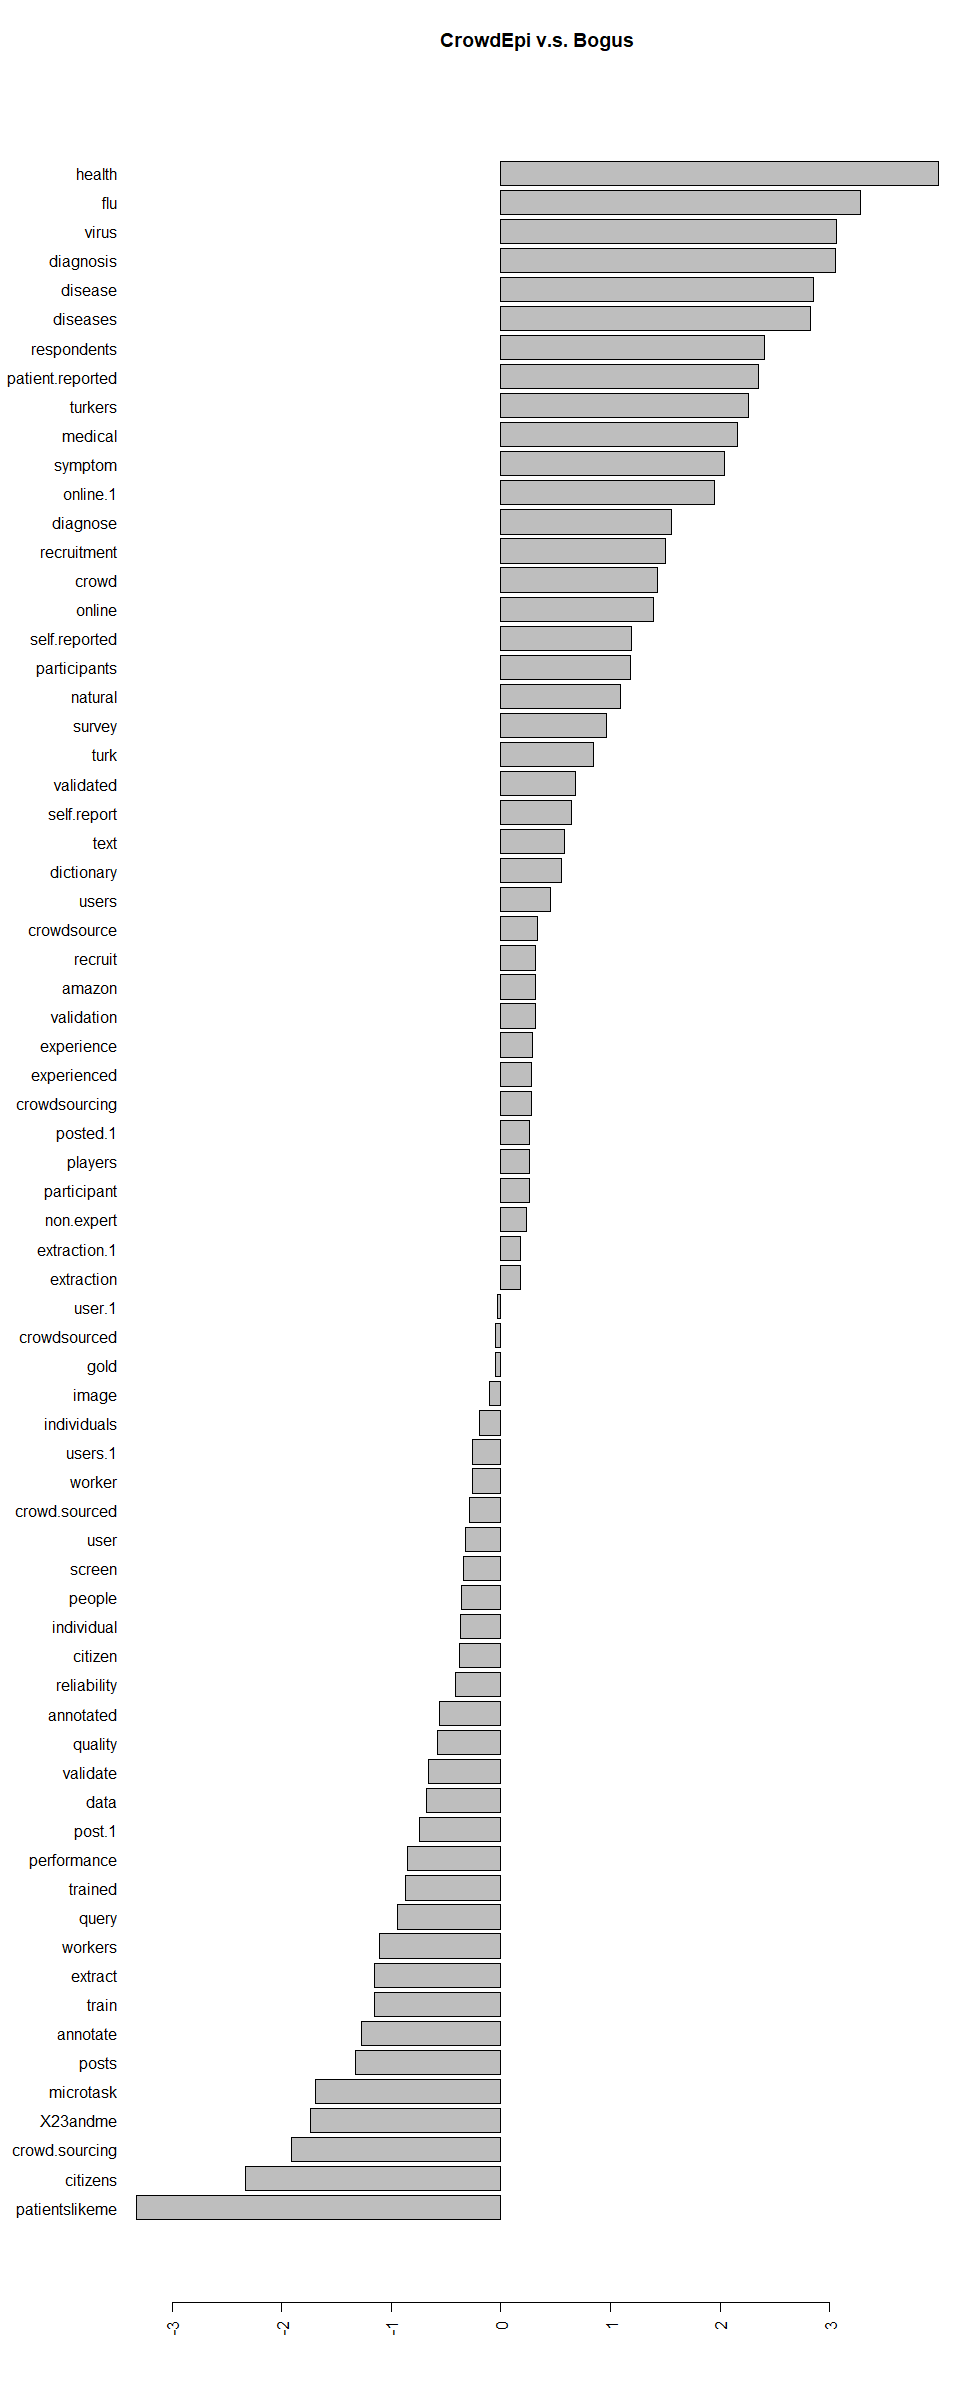 CrowdEpi v.s. Bogus
health
flu
virus
diagnosis
disease
diseases
respondents
patient.reported
turkers
medical
symptom
online.1
diagnose
recruitment
crowd
online
self.reported
participants
natural
survey
turk
validated
self.report
text
dictionary
users
crowdsource
recruit
amazon
validation
experience
experienced
crowdsourcing
posted.1
players
participant
non.expert
extraction.1
extraction
user.1
crowdsourced
gold
image
individuals
users.1
worker
crowd.sourced
user
screen
people
individual
citizen
reliability
annotated
quality
validate
data
post.1
performance
trained
query
workers
extract
train
annotate
posts
microtask
X23andme
crowd.sourcing
citizens
patientslikeme
-3 -2 -1 0 1 2 3